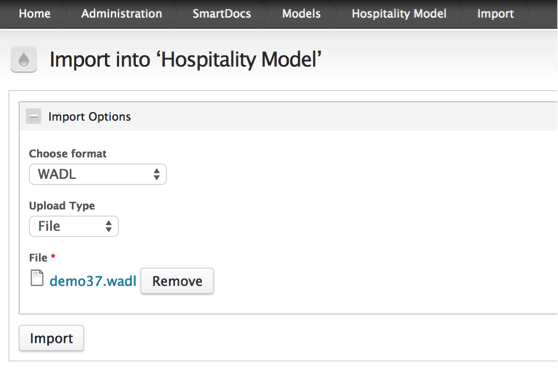 Home Administration SmartDocs Models Hospitality Model Import
Import into ‘Hospitality Model’
Import Options
Choose format
WADL
Upload Type
File
File *
demo37.wadl Remove
Import